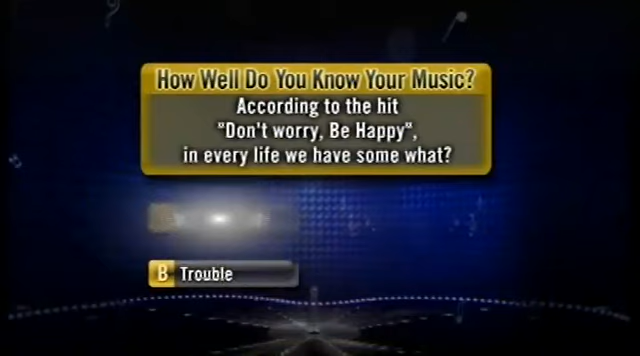 How Well Do You Know Your Music?
According to the hit
"Don't worry, Be Happy",
in every life we have some what?
B Trouble